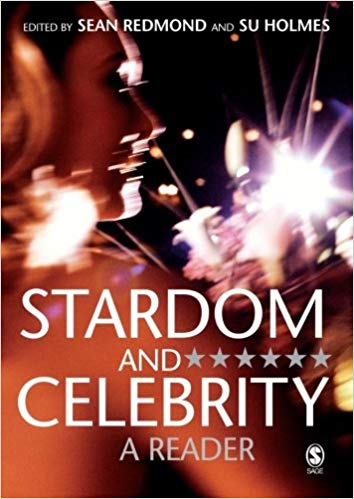 EDITED BY SEAN REDMOND AND SU HOLMES
STARDOM
AND ★★★★★★
CELEBRITY
A READER
S
SAGE